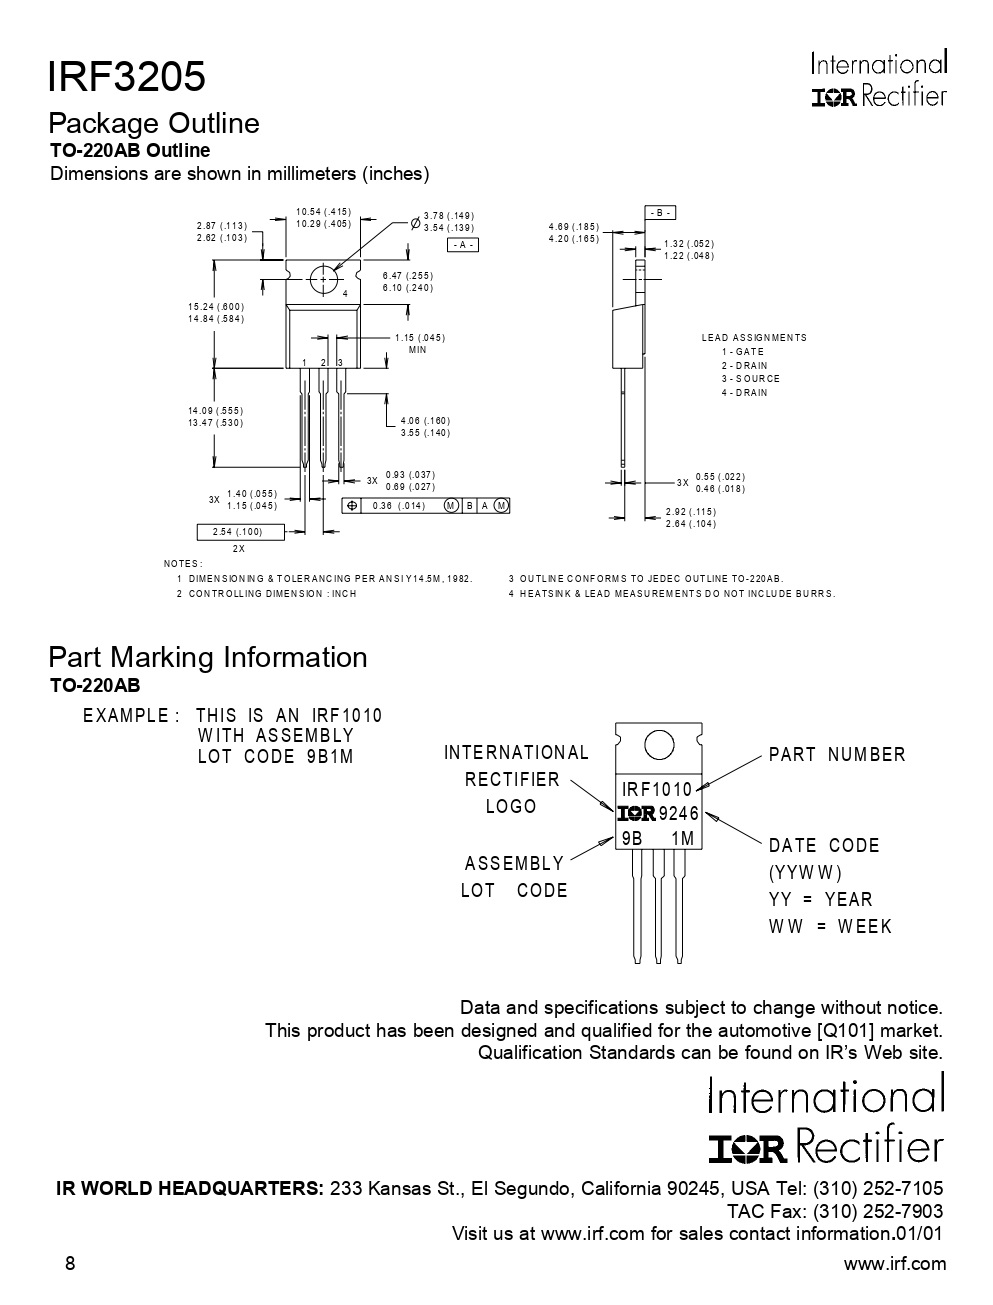 IRF3205
International
IOR Rectifier
Package Outline
TO-220AB Outline
Dimensions are shown in millimeters (inches)
10.54 (.415)
10.29 (.405)
2.87 (.113)
2.62 (.103)
3.78 (.149)
3.54 (.139)
- A -
6.47 (.255)
6.10 (.240)
4
15.24 (.600)
14.84 (.584)
1.15 (.045)
MIN
1 2 3
14.09 (.555)
13.47 (.530)
4.06 (.160)
3.55 (.140)
3X 0.93 (.037)
0.69 (.027)
3X 1.40 (.055)
1.15 (.045)
0.36 (.014) M B A M
2.54 (.100)
2X
- B -
4.69 (.185)
4.20 (.165)
1.32 (.052)
1.22 (.048)
LEAD ASSIGNMENTS
1 - GATE
2 - DRAIN
3 - SOURCE
4 - DRAIN
3X 0.55 (.022)
0.46 (.018)
2.92 (.115)
2.64 (.104)
NOTES:
1 DIMENSIONING & TOLERANCING PER ANSI Y14.5M, 1982.
2 CONTROLLING DIMENSION : INCH
3 OUTLINE CONFORMS TO JEDEC OUTLINE TO-220AB.
4 HEATSINK & LEAD MEASUREMENTS DO NOT INCLUDE BURRS.
Part Marking Information
TO-220AB
EXAMPLE : THIS IS AN IRF1010
WITH ASSEMBLY
LOT CODE 9B1M
INTERNATIONAL
RECTIFIER
LOGO
ASSEMBLY
LOT CODE
IRF1010
IOR 9246
9B 1M
PART NUMBER
DATE CODE
(YYWW)
YY = YEAR
WW = WEEK
Data and specifications subject to change without notice.
This product has been designed and qualified for the automotive [Q101] market.
Qualification Standards can be found on IR’s Web site.
International
IOR Rectifier
IR WORLD HEADQUARTERS: 233 Kansas St., El Segundo, California 90245, USA Tel: (310) 252-7105
TAC Fax: (310) 252-7903
Visit us at www.irf.com for sales contact information.01/01
8
www.irf.com